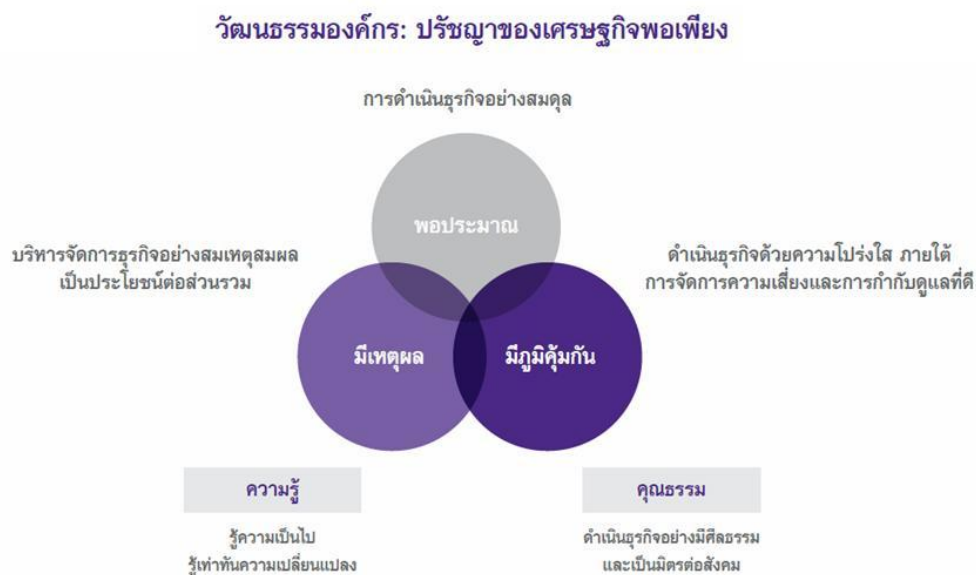 วัฒนธรรมองค์กร: ปรัชญาของเศรษฐกิจพอเพียง
การดำเนินธุรกิจอย่างสมดุล
พอประมาณ
บริหารจัดการธุรกิจอย่างสมเหตุสมผล
เป็นประโยชน์ต่อส่วนรวม
ดำเนินธุรกิจด้วยความโปร่งใส ภายใต้
การจัดการความเสี่ยงและการกำกับดูแลที่ดี
มีเหตุผล
มีภูมิคุ้มกัน
ความรู้
รู้ความเป็นไป
รู้เท่าทันความเปลี่ยนแปลง
คุณธรรม
ดำเนินธุรกิจอย่างมีศีลธรรม
และเป็นมิตรต่อสังคม